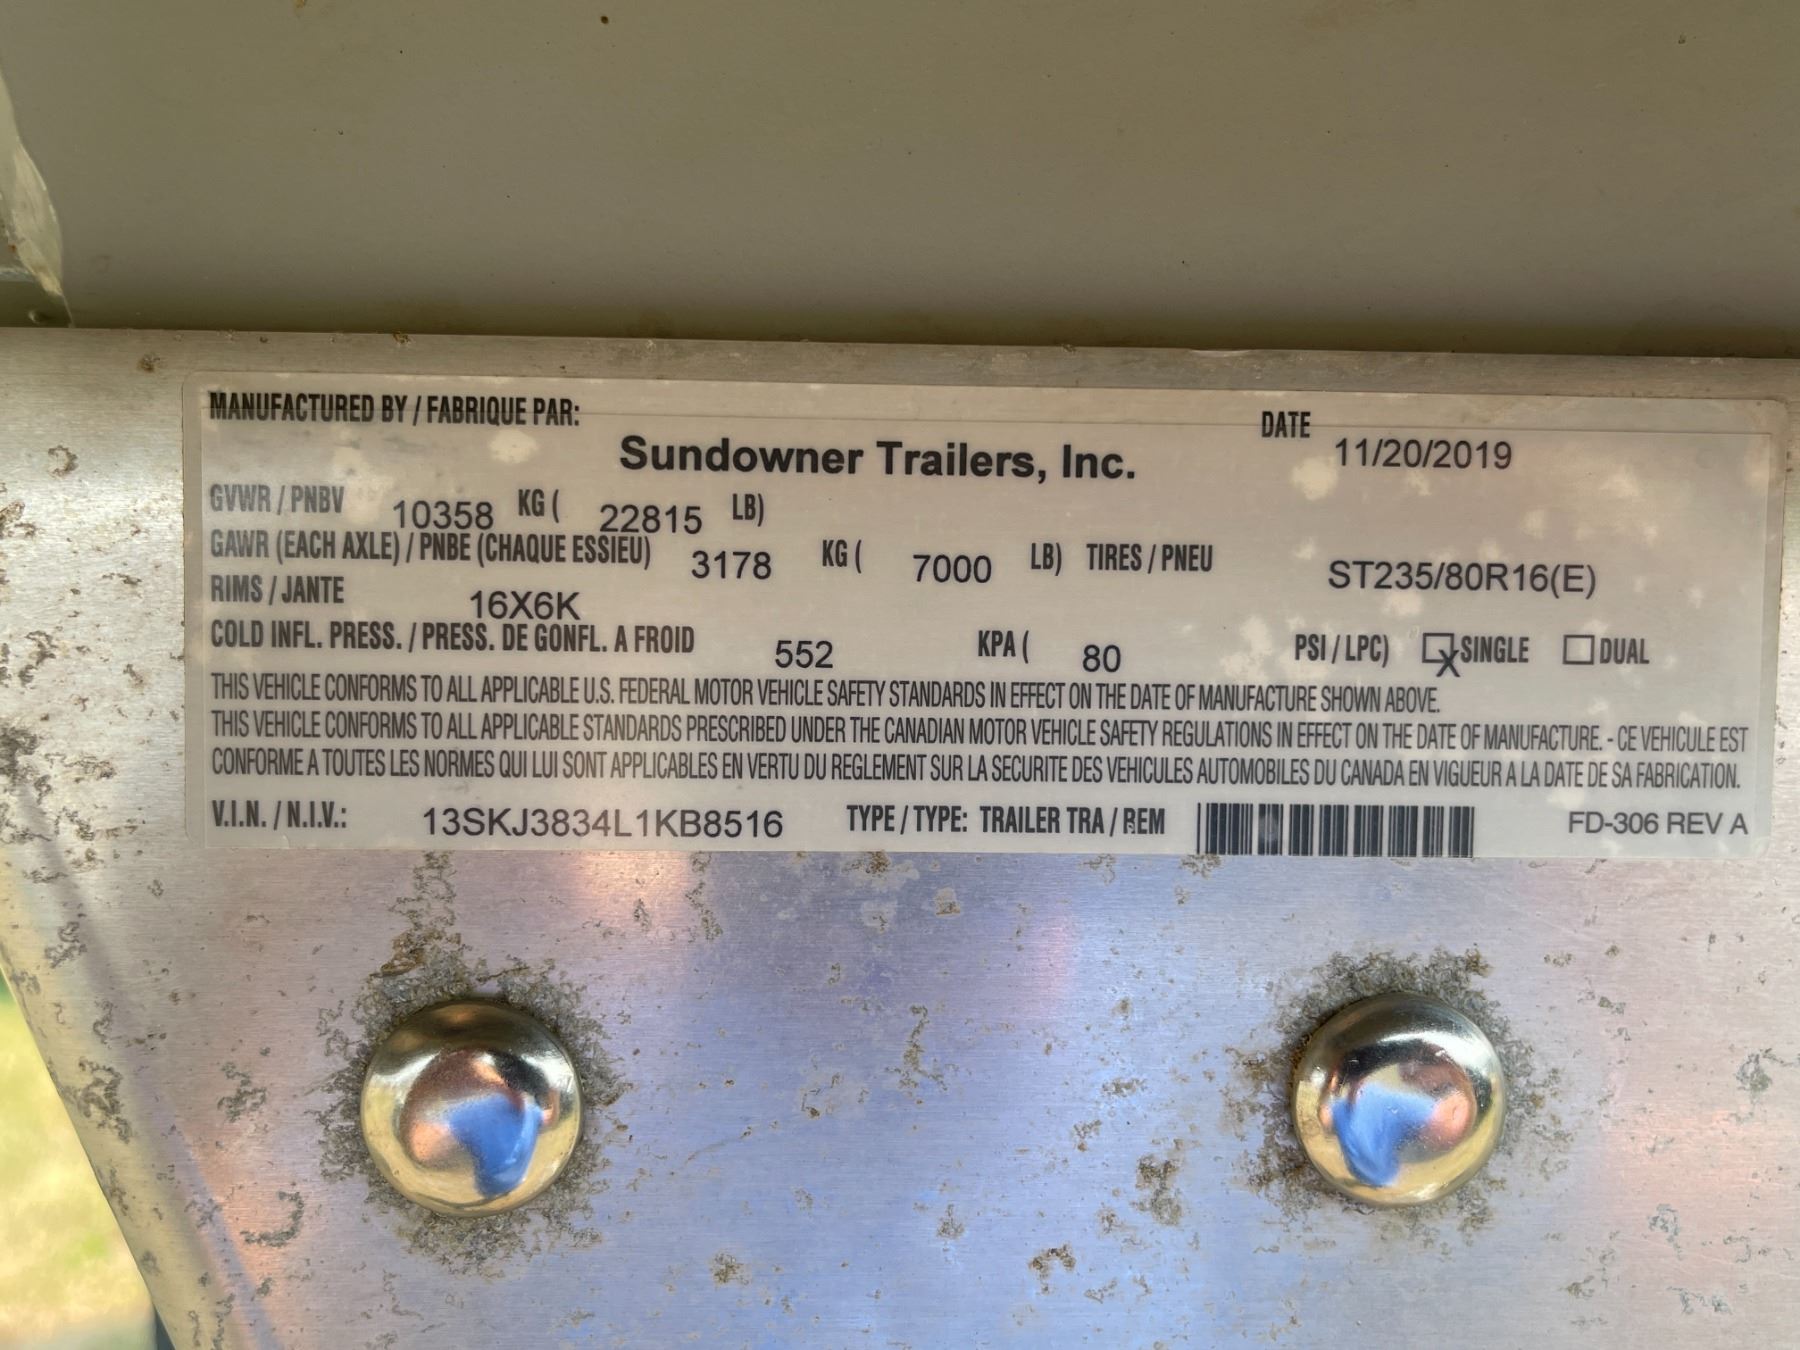 MANUFACTURED BY / FABRIQUE PAR: DATE
Sundowner Trailers, Inc. 11/20/2019
GVWR / PNBV 10358 KG ( 22815 LB)
GAWR (EACH AXLE) / PNBE (CHAQUE ESSIEU) 3178 KG ( 7000 LB) TIRES / PNEU ST235/80R16(E)
RIMS / JANTE 16X6K
COLD INFL. PRESS. / PRESS. DE GONFL. A FROID 552 KPA ( 80 PSI / LPC) X SINGLE DUAL
THIS VEHICLE CONFORMS TO ALL APPLICABLE U.S. FEDERAL MOTOR VEHICLE SAFETY STANDARDS IN EFFECT ON THE DATE OF MANUFACTURE SHOWN ABOVE.
THIS VEHICLE CONFORMS TO ALL APPLICABLE STANDARDS PRESCRIBED UNDER THE CANADIAN MOTOR VEHICLE SAFETY REGULATIONS IN EFFECT ON THE DATE OF MANUFACTURE. - CE VEHICULE EST
CONFORME A TOUTES LES NORMES QUI LUI SONT APPLICABLES EN VERTU DU REGLEMENT SUR LA SECURITE DES VEHICULES AUTOMOBILES DU CANADA EN VIGUEUR A LA DATE DE SA FABRICATION.
V.I.N. / N.I.V.: 13SKJ3834L1KB8516 TYPE / TYPE: TRAILER TRA / REM FD-306 REV A